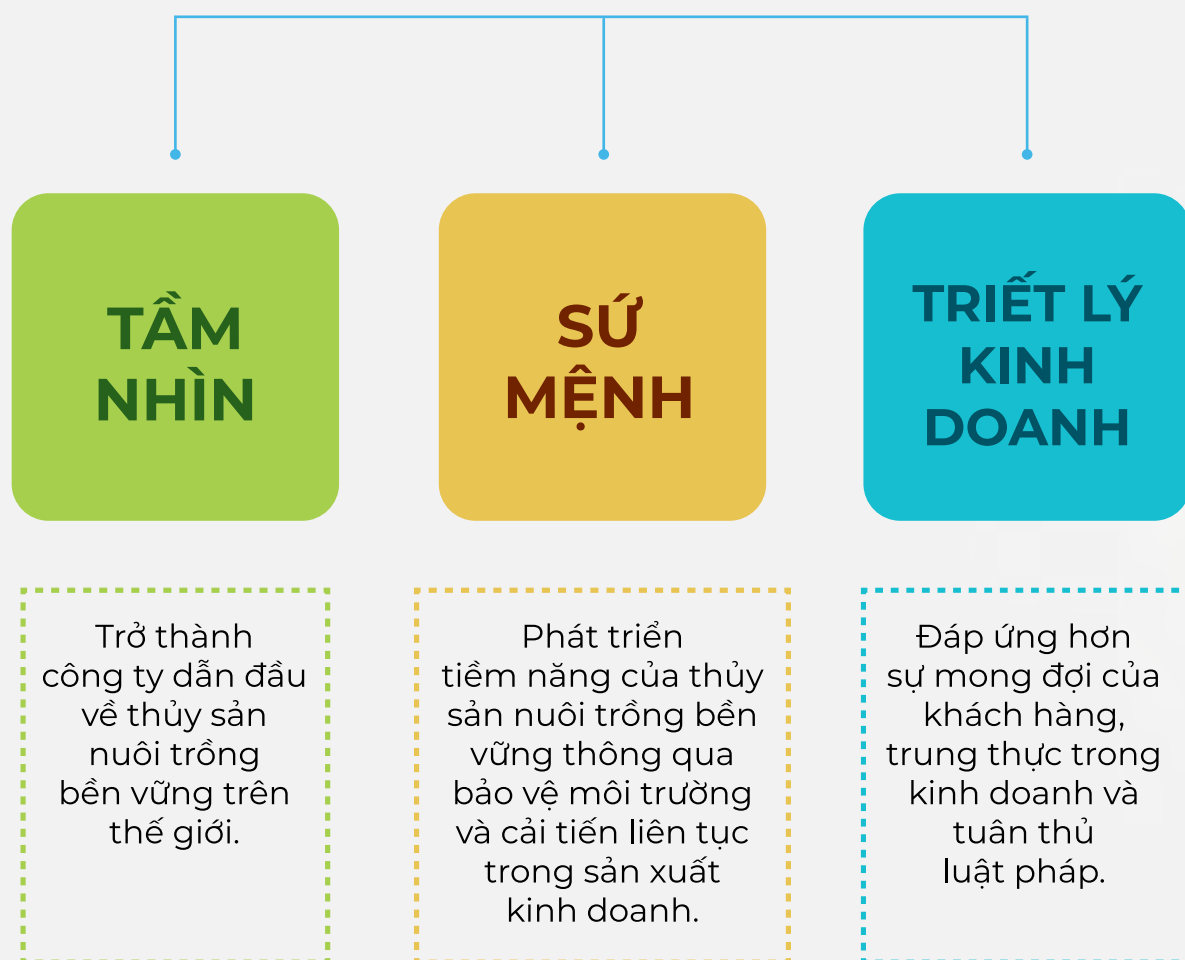 TẦM
NHÌN
SỨ
MỆNH
TRIẾT LÝ
KINH
DOANH
Trở thành
công ty dẫn đầu
về thủy sản
nuôi trồng
bền vững trên
thế giới.
Phát triển
tiềm năng của thủy
sản nuôi trồng bền
vững thông qua
bảo vệ môi trường
và cải tiến liên tục
trong sản xuất
kinh doanh.
Đáp ứng hơn
sự mong đợi của
khách hàng,
trung thực trong
kinh doanh và
tuân thủ
luật pháp.